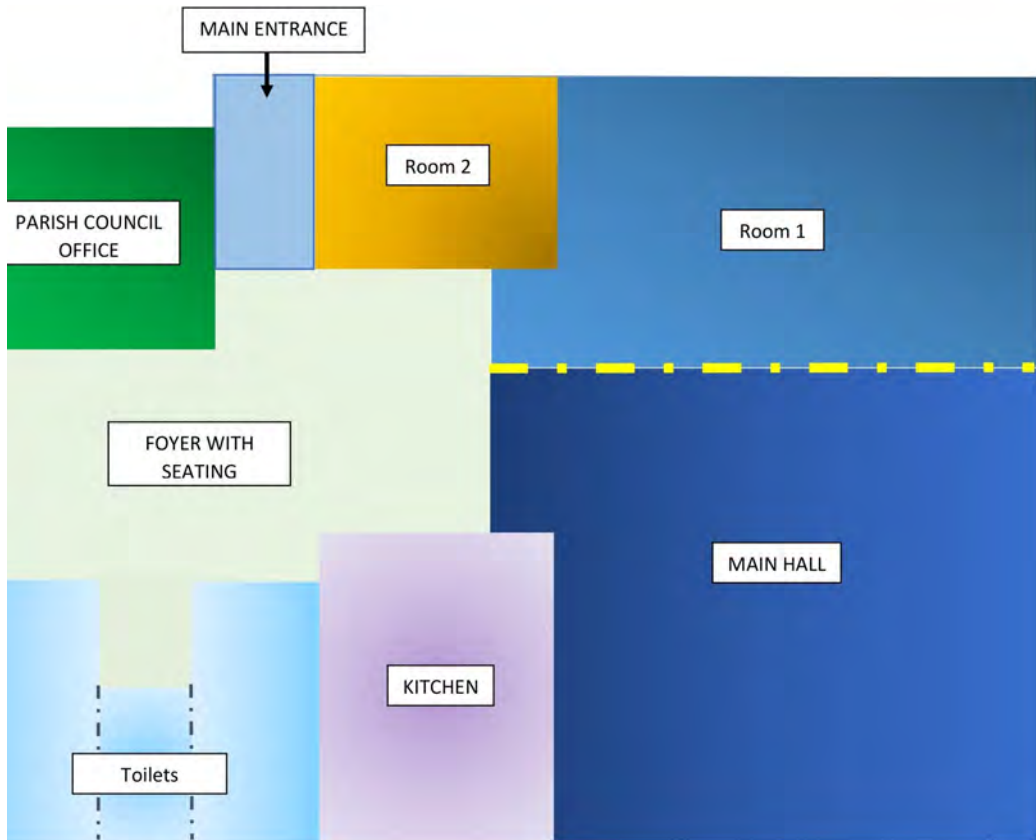 MAIN ENTRANCE
Room 2
PARISH COUNCIL
OFFICE
Room 1
FOYER WITH
SEATING
MAIN HALL
KITCHEN
Toilets